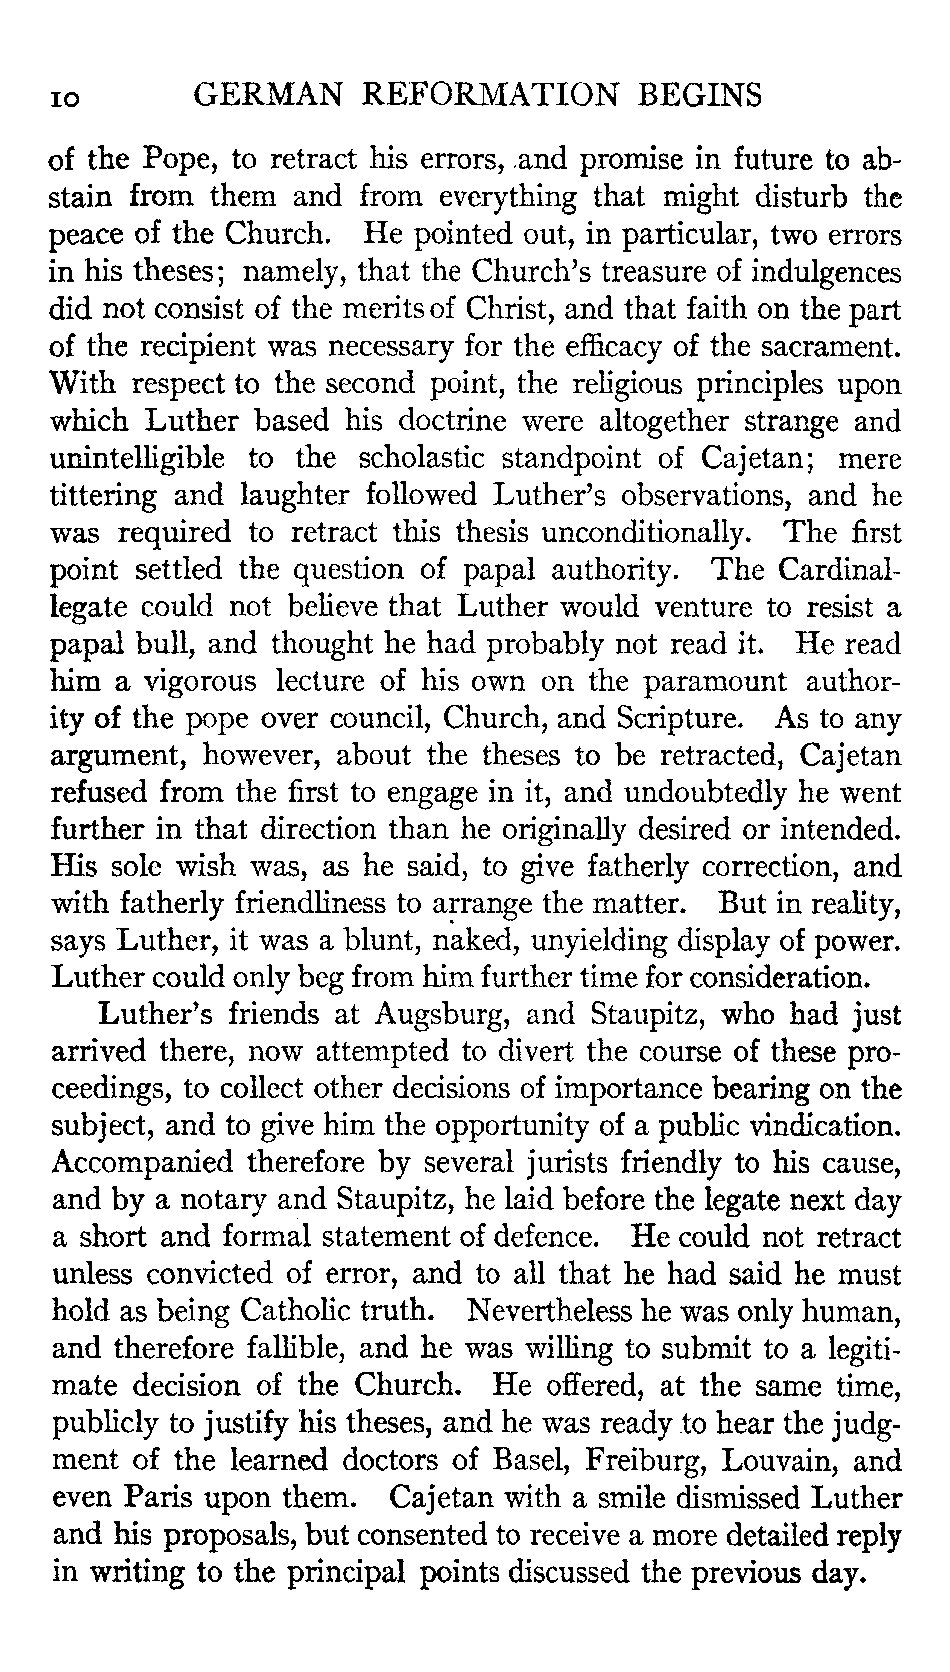 10 GERMAN REFORMATION BEGINS
of the Pope, to retract his errors, and promise in future to ab-
stain from them and from everything that might disturb the
peace of the Church. He pointed out, in particular, two errors
in his theses; namely, that the Church's treasure of indulgences
did not consist of the merits of Christ, and that faith on the part
of the recipient was necessary for the efficacy of the sacrament.
With respect to the second point, the religious principles upon
which Luther based his doctrine were altogether strange and
unintelligible to the scholastic standpoint of Cajetan; mere
tittering and laughter followed Luther's observations, and he
was required to retract this thesis unconditionally. The first
point settled the question of papal authority. The Cardinal-
legate could not believe that Luther would venture to resist a
papal bull, and thought he had probably not read it. He read
him a vigorous lecture of his own on the paramount author-
ity of the pope over council, Church, and Scripture. As to any
argument, however, about the theses to be retracted, Cajetan
refused from the first to engage in it, and undoubtedly he went
further in that direction than he originally desired or intended.
His sole wish was, as he said, to give fatherly correction, and
with fatherly friendliness to arrange the matter. But in reality,
says Luther, it was a blunt, naked, unyielding display of power.
Luther could only beg from him further time for consideration.
Luther's friends at Augsburg, and Staupitz, who had just
arrived there, now attempted to divert the course of these pro-
ceedings, to collect other decisions of importance bearing on the
subject, and to give him the opportunity of a public vindication.
Accompanied therefore by several jurists friendly to his cause,
and by a notary and Staupitz, he laid before the legate next day
a short and formal statement of defence. He could not retract
unless convicted of error, and to all that he had said he must
hold as being Catholic truth. Nevertheless he was only human,
and therefore fallible, and he was willing to submit to a legiti-
mate decision of the Church. He offered, at the same time,
publicly to justify his theses, and he was ready to hear the judg-
ment of the learned doctors of Basel, Freiburg, Louvain, and
even Paris upon them. Cajetan with a smile dismissed Luther
and his proposals, but consented to receive a more detailed reply
in writing to the principal points discussed the previous day.